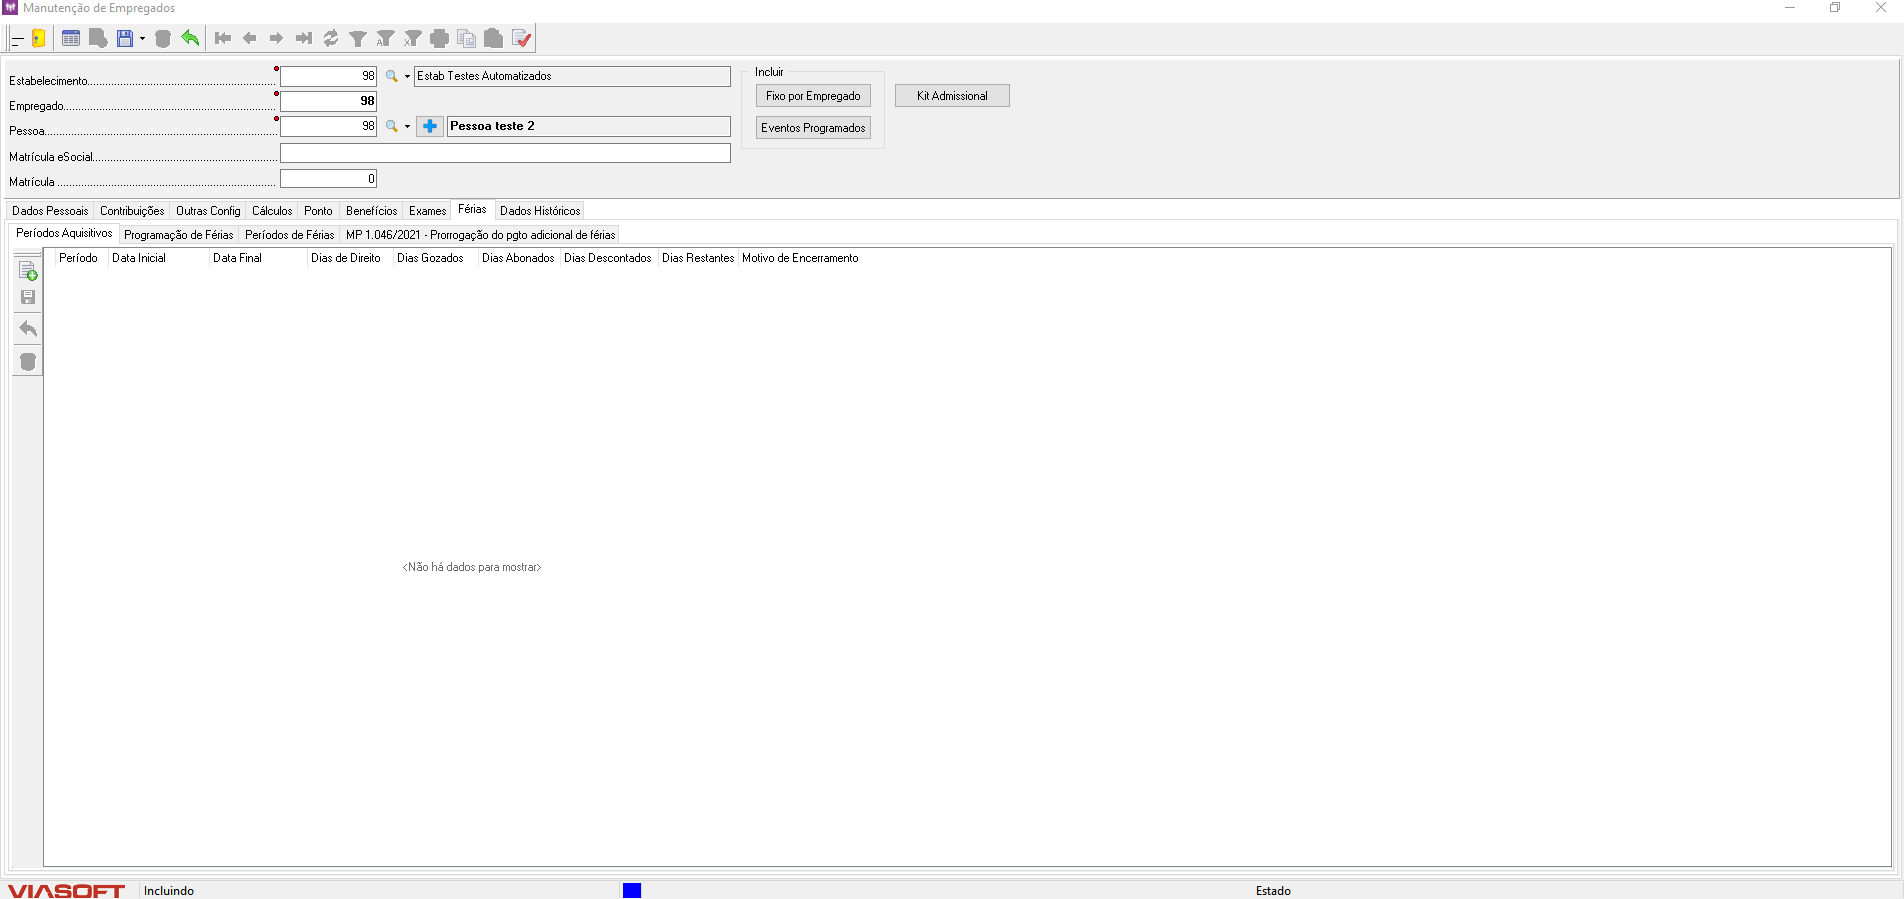 Manutenção de Empregados
Estabelecimento 98 Estab Testes Automatizados
Empregado 98
Pessoa 98 Pessoa teste 2
Matrícula eSocial
Matrícula 0
Incluir
Fixo por Empregado
Eventos Programados
Kit Admissional
Dados Pessoais Contribuições Outras Config Cálculos Ponto Benefícios Exames Férias Dados Históricos
Períodos Aquisitivos Programação de Férias Períodos de Férias MP 1.046/2021 - Prorrogação do pgto adicional de férias
Período Data Inicial Data Final Dias de Direito Dias Gozados Dias Abonados Dias Descontados Dias Restantes Motivo de Encerramento
<Não há dados para mostrar>
VIASOFT Incluindo Estado